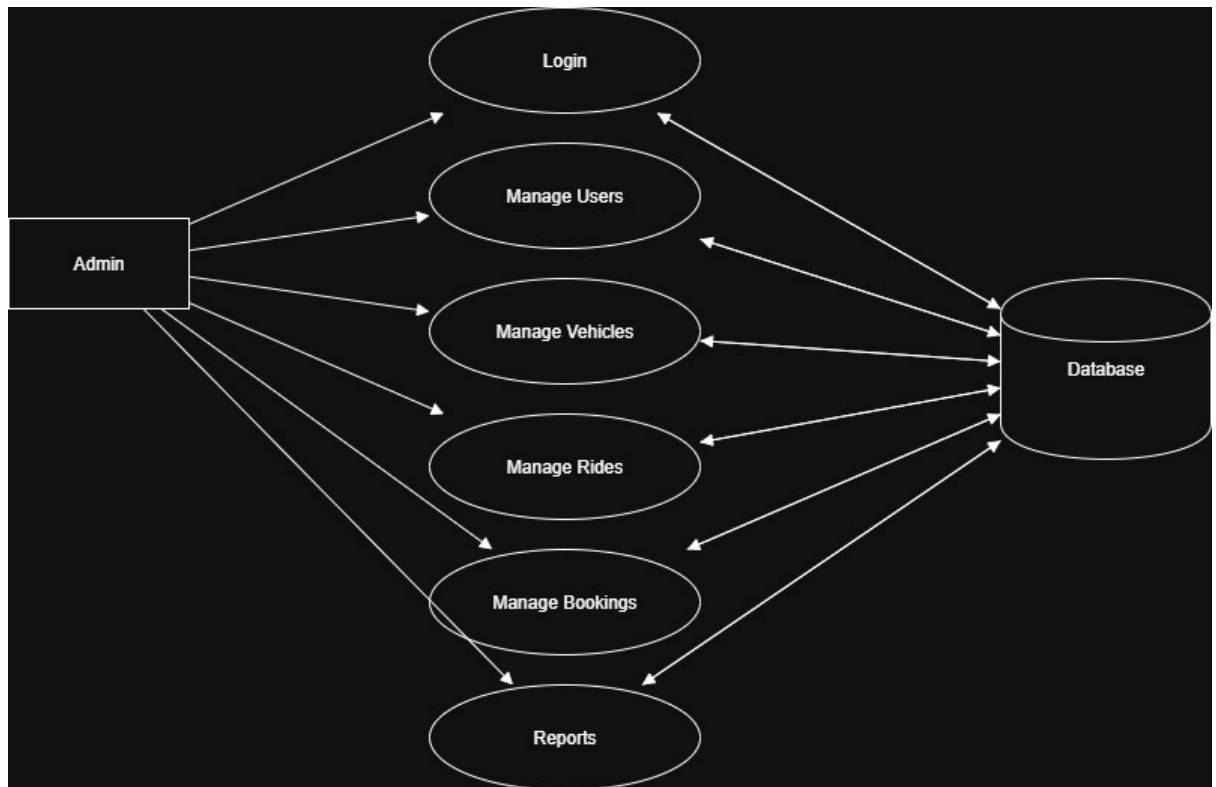 Login
Manage Users
Admin
Manage Vehicles
Database
Manage Rides
Manage Bookings
Reports